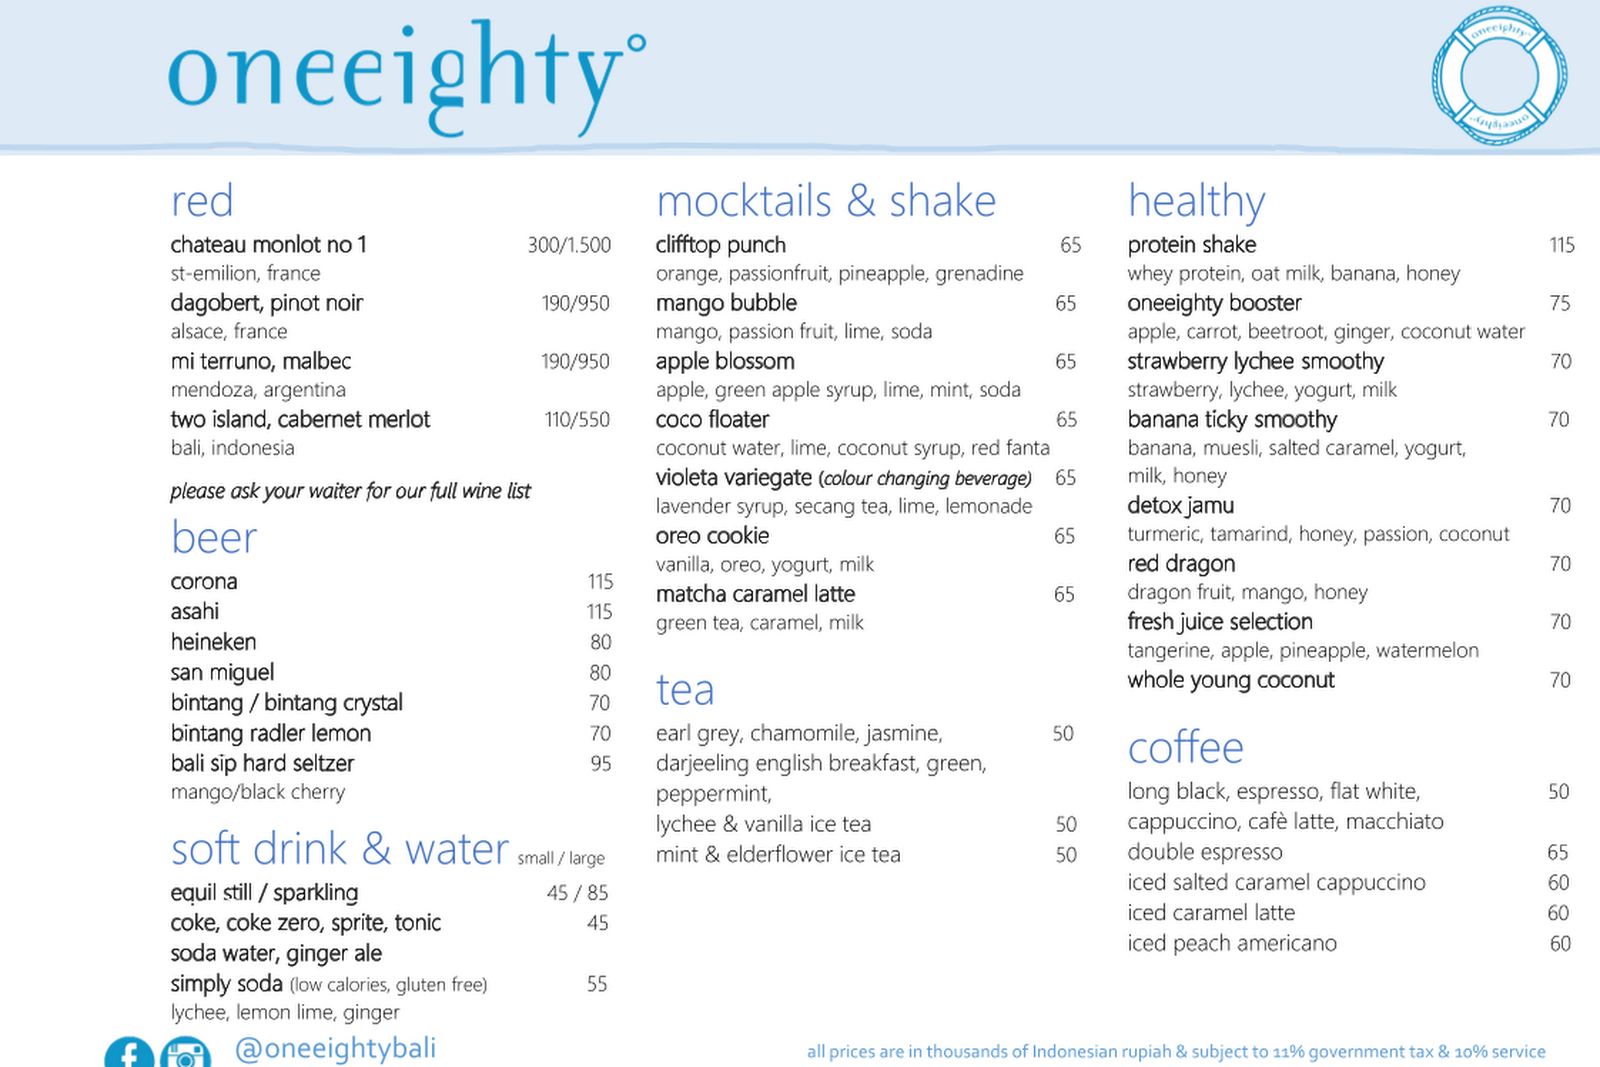 oneeighty°
oneeighty°
oneeighty°
red
chateau monlot no 1 300/1.500
st-emilion, france
dagobert, pinot noir 190/950
alsace, france
mi terruno, malbec 190/950
mendoza, argentina
two island, cabernet merlot 110/550
bali, indonesia
please ask your waiter for our full wine list
beer
corona 115
asahi 115
heineken 80
san miguel 80
bintang / bintang crystal 70
bintang radler lemon 70
bali sip hard seltzer 95
mango/black cherry
soft drink & water small / large
equil still / sparkling 45 / 85
coke, coke zero, sprite, tonic 45
soda water, ginger ale
simply soda (low calories, gluten free) 55
lychee, lemon lime, ginger
mocktails & shake
clifftop punch 65
orange, passionfruit, pineapple, grenadine
mango bubble 65
mango, passion fruit, lime, soda
apple blossom 65
apple, green apple syrup, lime, mint, soda
coco floater 65
coconut water, lime, coconut syrup, red fanta
violeta variegate (colour changing beverage) 65
lavender syrup, secang tea, lime, lemonade
oreo cookie 65
vanilla, oreo, yogurt, milk
matcha caramel latte 65
green tea, caramel, milk
tea
earl grey, chamomile, jasmine, 50
darjeeling english breakfast, green,
peppermint,
lychee & vanilla ice tea 50
mint & elderflower ice tea 50
healthy
protein shake 115
whey protein, oat milk, banana, honey
oneeighty booster 75
apple, carrot, beetroot, ginger, coconut water
strawberry lychee smoothy 70
strawberry, lychee, yogurt, milk
banana ticky smoothy 70
banana, muesli, salted caramel, yogurt,
milk, honey
detox jamu 70
turmeric, tamarind, honey, passion, coconut
red dragon 70
dragon fruit, mango, honey
fresh juice selection 70
tangerine, apple, pineapple, watermelon
whole young coconut 70
coffee
long black, espresso, flat white, 50
cappuccino, cafè latte, macchiato
double espresso 65
iced salted caramel cappuccino 60
iced caramel latte 60
iced peach americano 60
@oneeightybali
all prices are in thousands of Indonesian rupiah & subject to 11% government tax & 10% service